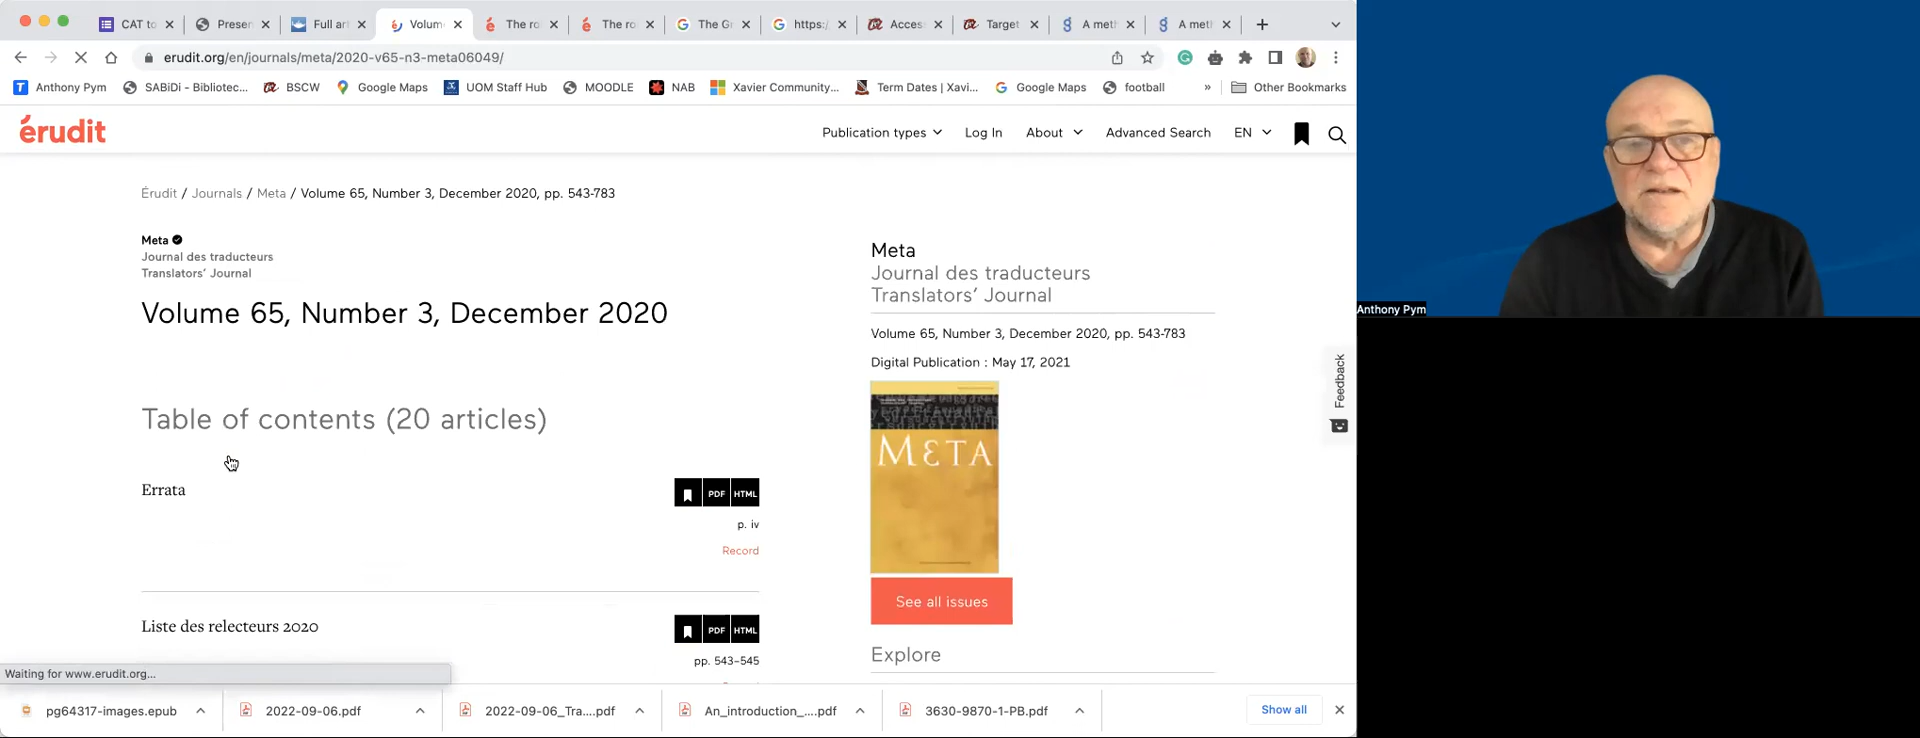 CAT to
Presen
Full ar
Volum
The ro
The ro
The Gr
https:/
Acces
Target
A meth
A meth
erudit.org/en/journals/meta/2020-v65-n3-meta06049/
Anthony Pym
SABiDi - Bibliotec...
BSCW
Google Maps
UOM Staff Hub
MOODLE
NAB
Xavier Community...
Term Dates | Xavi...
Google Maps
football
»
Other Bookmarks
érudit
Publication types
Log In
About
Advanced Search
EN
Érudit / Journals / Meta / Volume 65, Number 3, December 2020, pp. 543-783
Meta
Journal des traducteurs
Translators’ Journal
Volume 65, Number 3, December 2020
Table of contents (20 articles)
Errata
PDF HTML
p. iv
Record
Liste des relecteurs 2020
PDF HTML
pp. 543–545
Meta
Journal des traducteurs
Translators’ Journal
Volume 65, Number 3, December 2020, pp. 543-783
Digital Publication : May 17, 2021
META
See all issues
Explore
Feedback
Waiting for www.erudit.org...
pg64317-images.epub
2022-09-06.pdf
2022-09-06_Tra....pdf
An_introduction_....pdf
3630-9870-1-PB.pdf
Show all
Anthony Pym